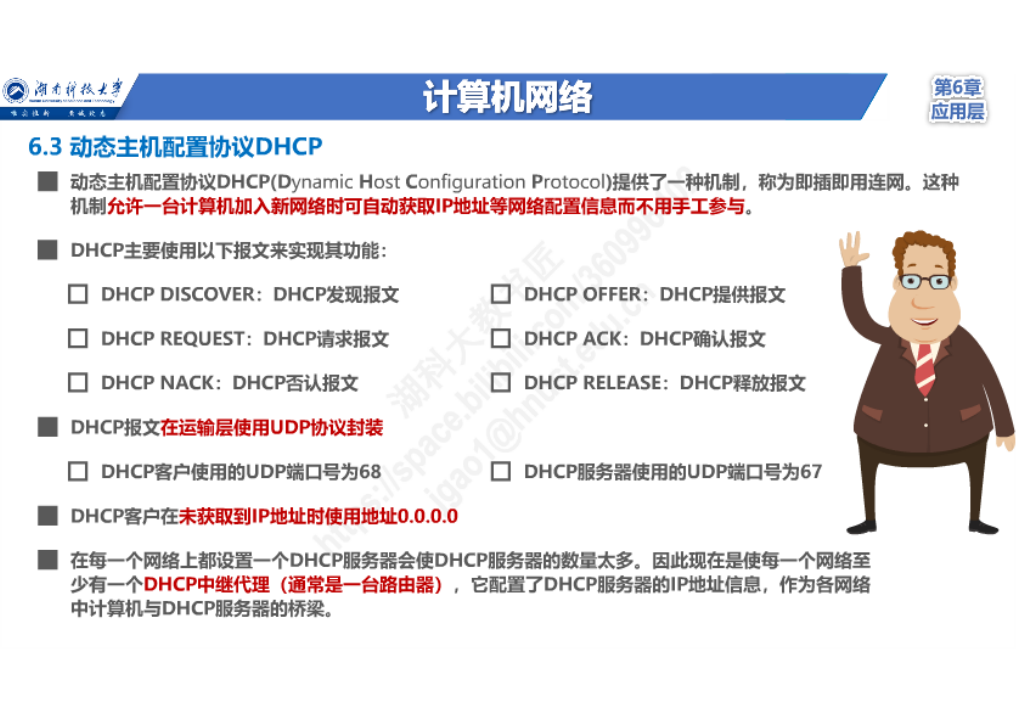 湖南科技大学
计算机网络
第6章
应用层
6.3 动态主机配置协议DHCP
动态主机配置协议DHCP(Dynamic Host Configuration Protocol)提供了一种机制，称为即插即用连网。这种
机制允许一台计算机加入新网络时可自动获取IP地址等网络配置信息而不用手工参与。
DHCP主要使用以下报文来实现其功能：
DHCP DISCOVER：DHCP发现报文
DHCP OFFER：DHCP提供报文
DHCP REQUEST：DHCP请求报文
DHCP ACK：DHCP确认报文
DHCP NACK：DHCP否认报文
DHCP RELEASE：DHCP释放报文
DHCP报文在运输层使用UDP协议封装
DHCP客户使用的UDP端口号为68
DHCP服务器使用的UDP端口号为67
DHCP客户在未获取到IP地址时使用地址0.0.0.0
在每一个网络上都设置一个DHCP服务器会使DHCP服务器的数量太多。因此现在是使每一个网络至
少有一个DHCP中继代理（通常是一台路由器），它配置了DHCP服务器的IP地址信息，作为各网络
中计算机与DHCP服务器的桥梁。
湖科大教书匠